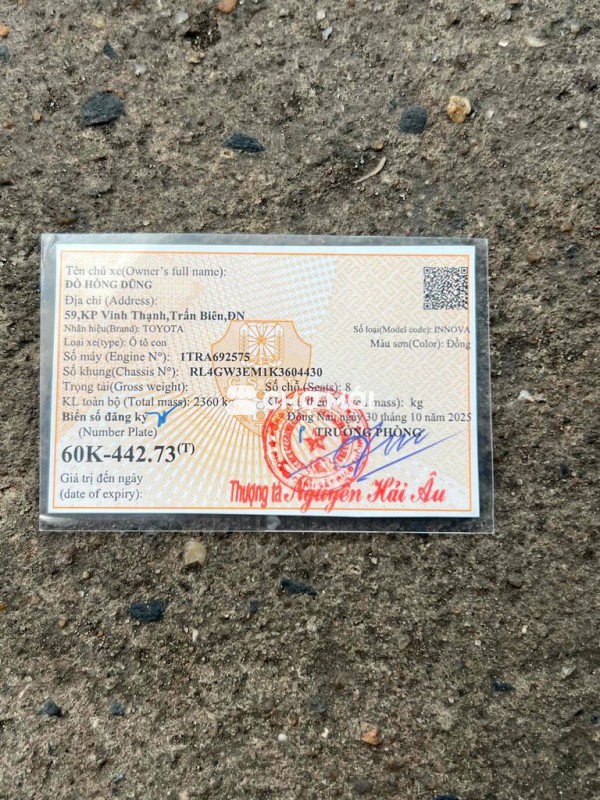 Tên chủ xe(Owner's full name):
ĐỖ HỒNG DŨNG
Địa chỉ (Address):
59,KP Vinh Thạnh,Trấn Biên,ĐN
Nhãn hiệu(Brand): TOYOTA Số loại(Model code): INNOVA
Loại xe(type): Ô tô con Màu sơn(Color): Đồng
Số máy (Engine N°): 1TRA692575
Số khung(Chassis N°): RL4GW3EM1K3604430
Trọng tải(Gross weight): Số chỗ (Seats): 8
KL toàn bộ (Total mass): 2360 mass): kg
Biển số đăng ký Đồng Nai, ngày 30 tháng 10 năm 2025
(Number Plate) TRƯỞNG PHÒNG
60K-442.73(T)
Giá trị đến ngày
(date of expiry): Thượng tá Nguyễn Hải Âu